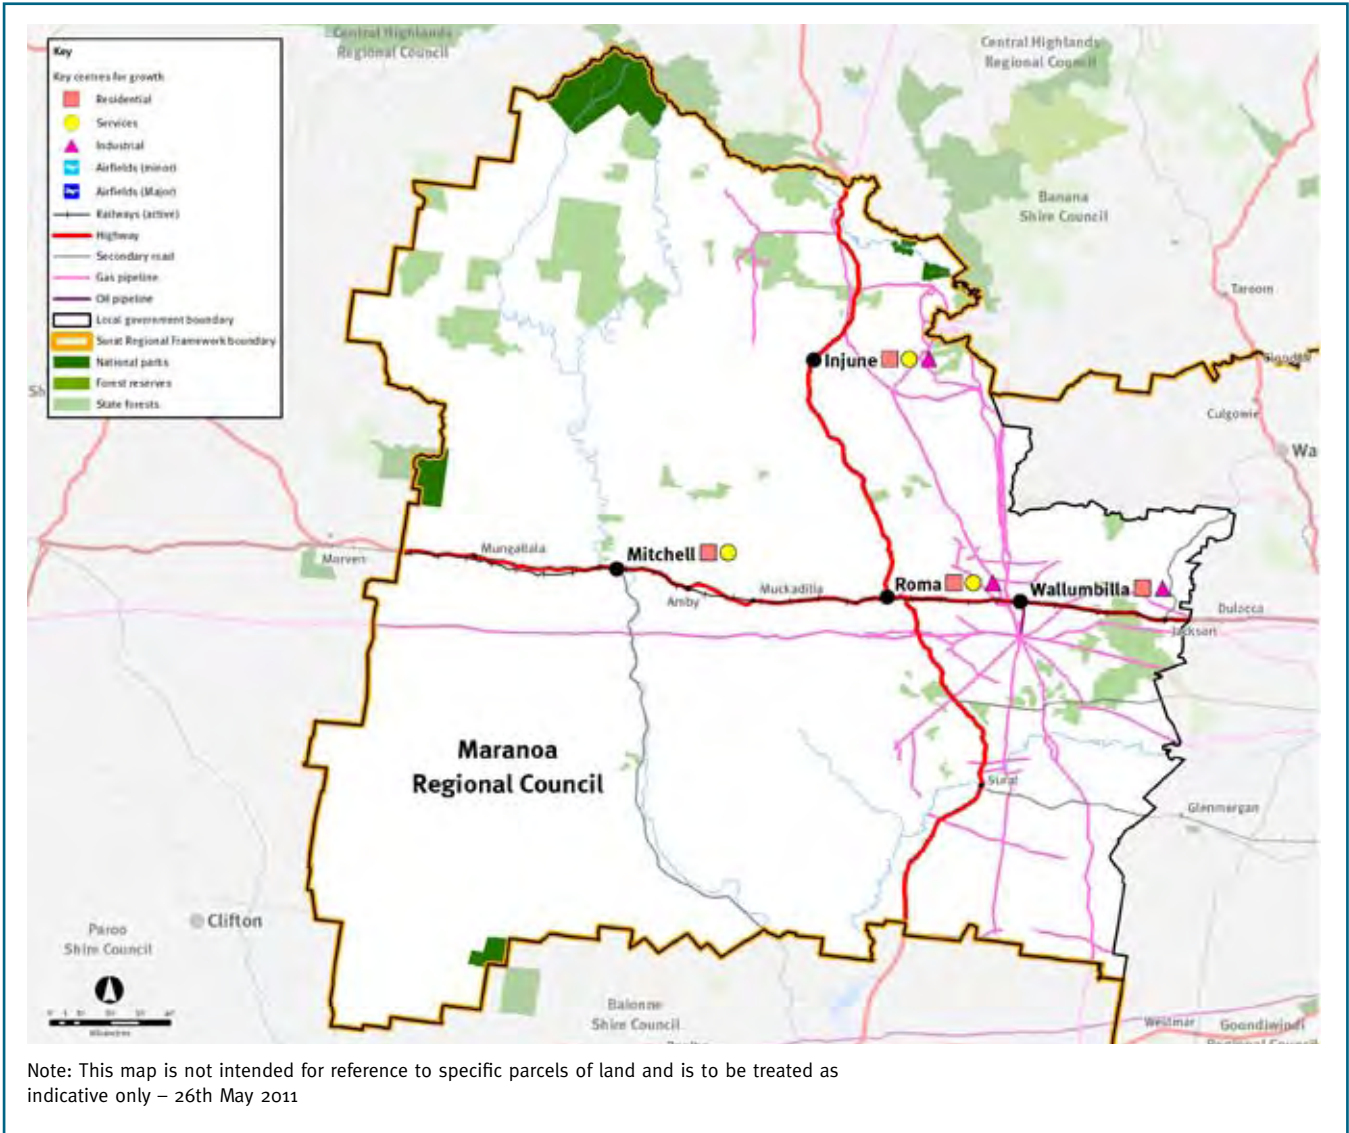 Central Highlands
Regional Council
Central Highlands
Regional Council
Key
Key centres for growth
Residential
Services
Industrial
Airfields (minor)
Airfields (Major)
Railways (active)
Highway
Secondary road
Gas pipeline
Oil pipeline
Local government boundary
Surat Regional Framework boundary
National parks
Forest reserves
State forests
Banana
Shire Council
Taroom
Injune
Sh
Culgowie
Wa
Morven
Mungallala
Mitchell
Amby
Muckadilla
Roma
Wallumbilla
Dulacca
Jackson
Maranoa
Regional Council
Surat
Glenmorgan
Clifton
Paroo
Shire Council
Balonne
Shire Council
Westmar
Goondiwindi
Regional Council
Kilometres
Note: This map is not intended for reference to specific parcels of land and is to be treated as
indicative only – 26th May 2011